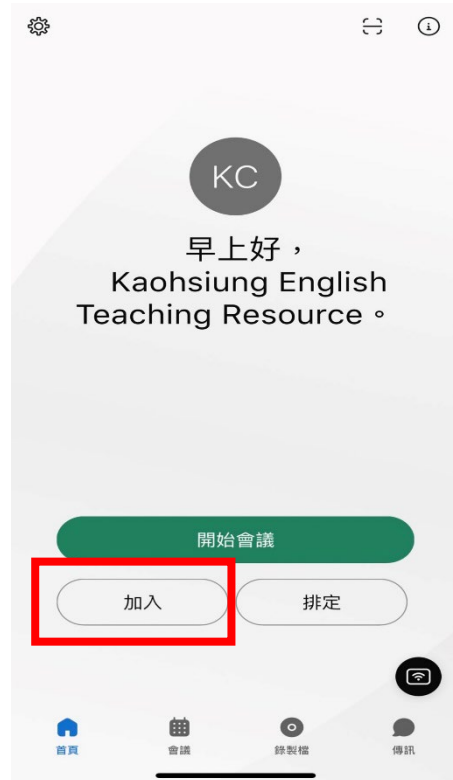 KC
早上好，
Kaohsiung English
Teaching Resource。
開始會議
加入
排定
首頁
會議
錄製檔
傳訊